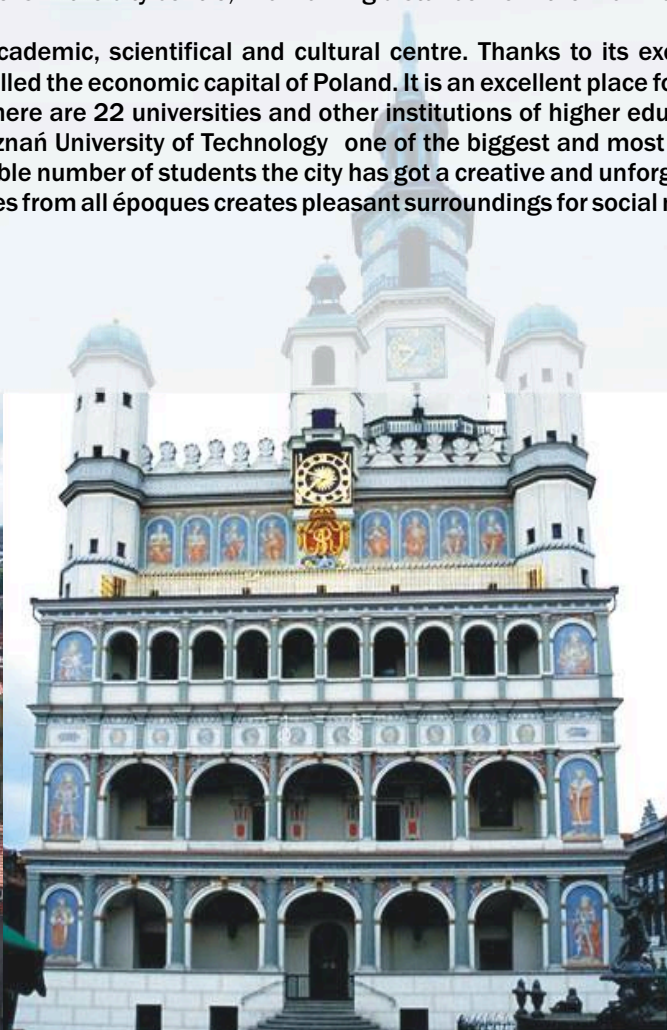 cademic, scientifical and cultural centre. Thanks to its exc
lled the economic capital of Poland. It is an excellent place fo
here are 22 universities and other institutions of higher edu
znań University of Technology one of the biggest and most
ble number of students the city has got a creative and unforg
es from all époques creates pleasant surroundings for social r